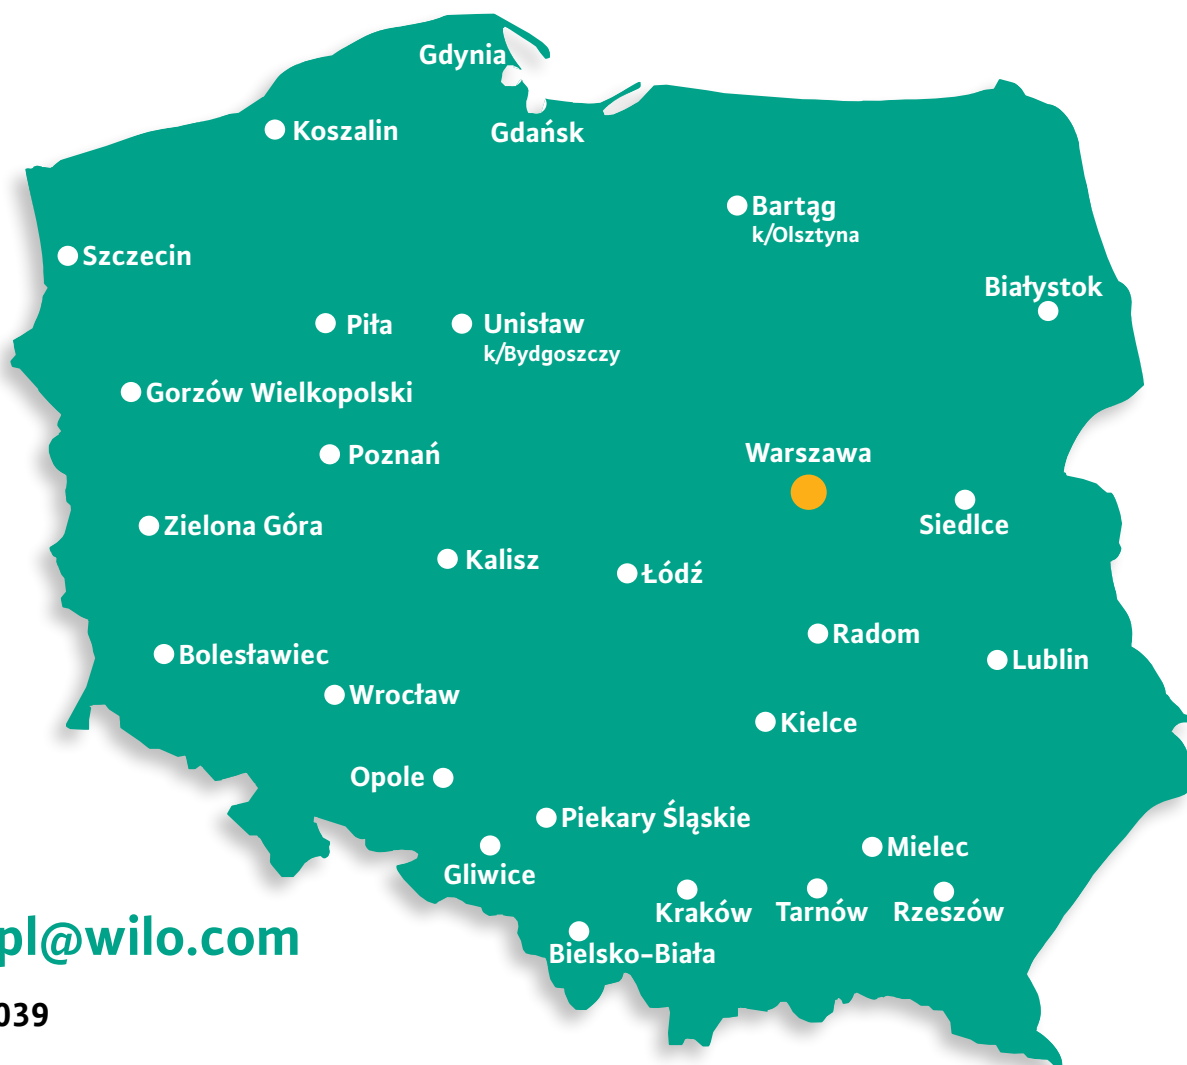 Gdynia
Koszalin
Gdańsk
Bartąg
k/Olsztyna
Szczecin
Białystok
Piła
Unisław
k/Bydgoszczy
Gorzów Wielkopolski
Warszawa
Poznań
Siedlce
Zielona Góra
Kalisz
Łódź
Radom
Bolesławiec
Lublin
Wrocław
Kielce
Opole
Piekary Śląskie
Mielec
Gliwice
Kraków
Tarnów
Rzeszów
pl@wilo.com
Bielsko-Biała
039